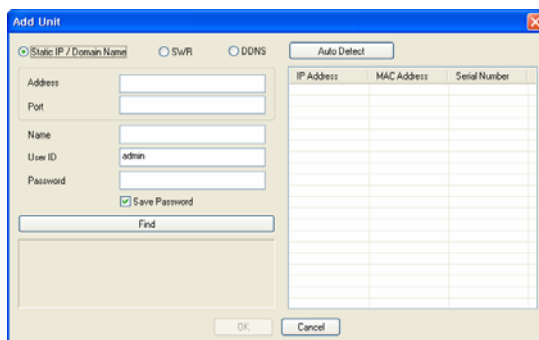 Add Unit
Static IP / Domain Name SWR DDNS Auto Detect
Address
Port
Name
User ID admin
Password
Save Password
Find
IP Address MAC Address Serial Number
OK Cancel